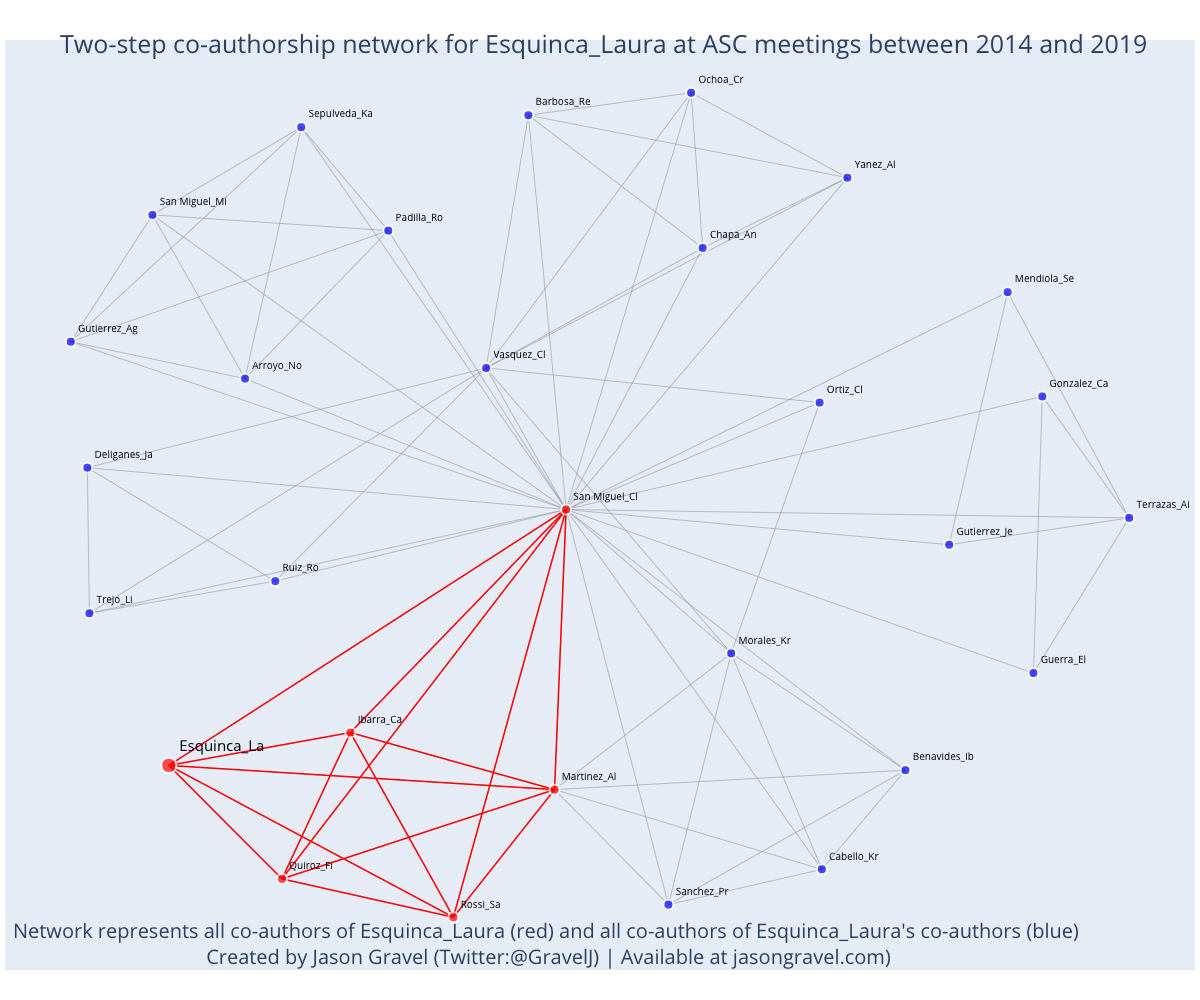 Two-step co-authorship network for Esquinca_Laura at ASC meetings between 2014 and 2019
Ochoa_Cr
Barbosa_Re
Sepulveda_Ka
Yanez_Al
San Miguel_Mi
Padilla_Ro
Chapa_An
Mendiola_Se
Gutierrez_Ag
Vasquez_Cl
Arroyo_No
Gonzalez_Ca
Ortiz_Cl
Deliganes_Ja
San Miguel_Cl
Terrazas_Al
Gutierrez_Je
Ruiz_Ro
Trejo_Li
Morales_Kr
Guerra_El
Ibarra_Ca
Esquinca_La
Benavides_Ib
Martinez_Al
Cabello_Kr
Quiroz_Fi
Sanchez_Pr
Rossi_Sa
Network represents all co-authors of Esquinca_Laura (red) and all co-authors of Esquinca_Laura's co-authors (blue)
Created by Jason Gravel (Twitter:@GravelJ) | Available at jasongravel.com)